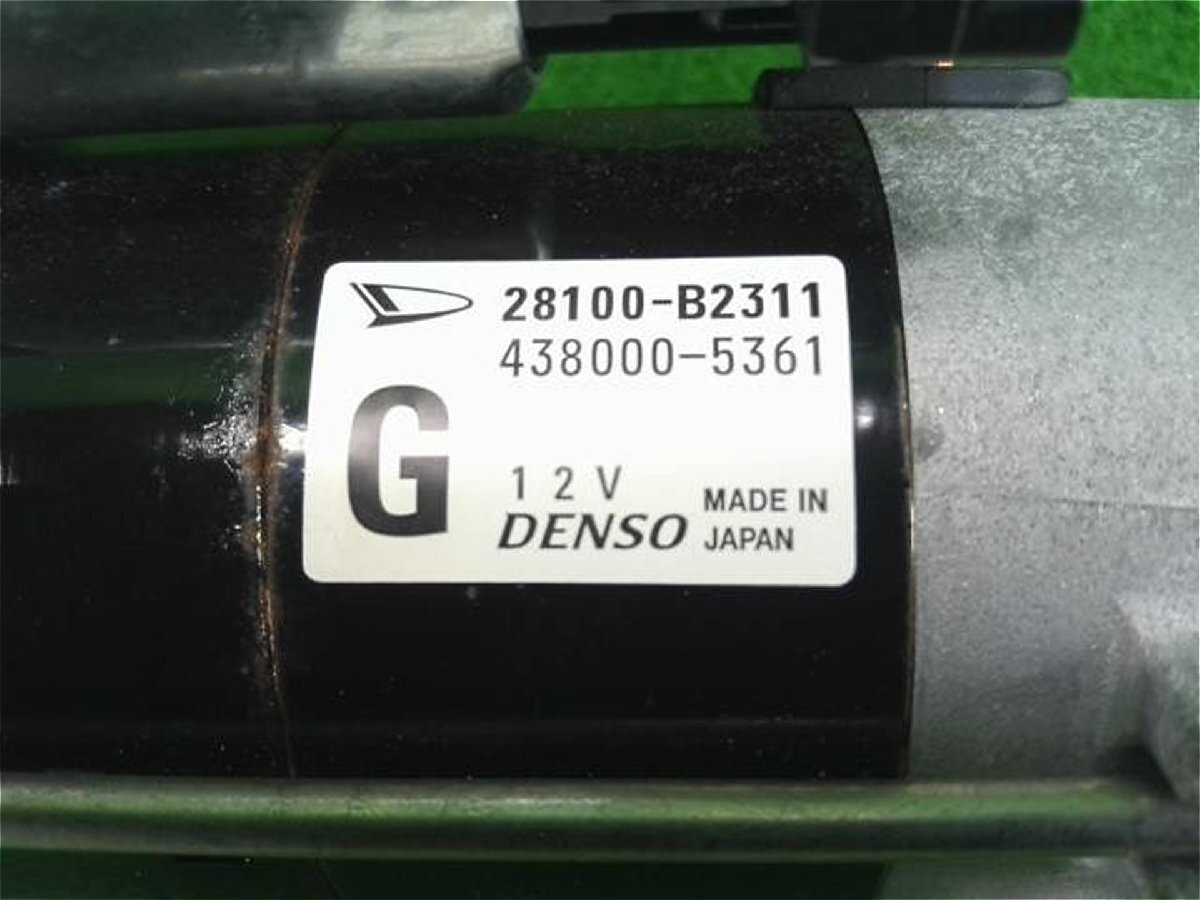 28100-B2311
438000-5361
G
12V
DENSO
MADE IN
JAPAN